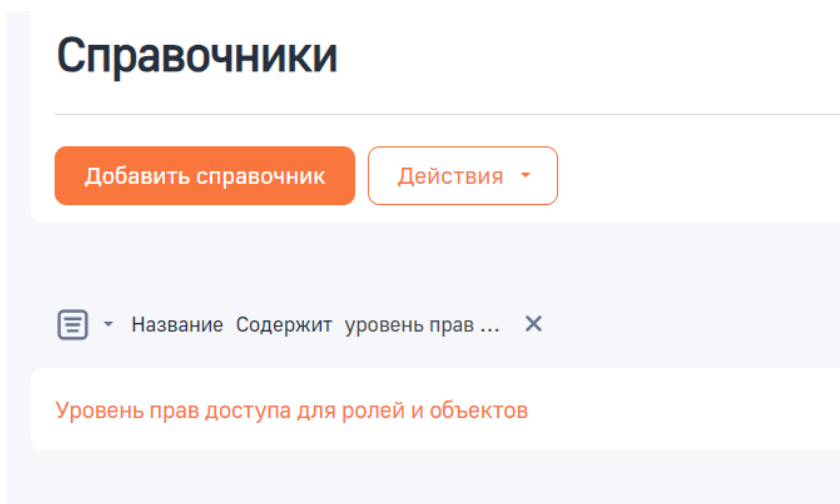 Справочники
Добавить справочник Действия
Название Содержит уровень прав ...
Уровень прав доступа для ролей и объектов